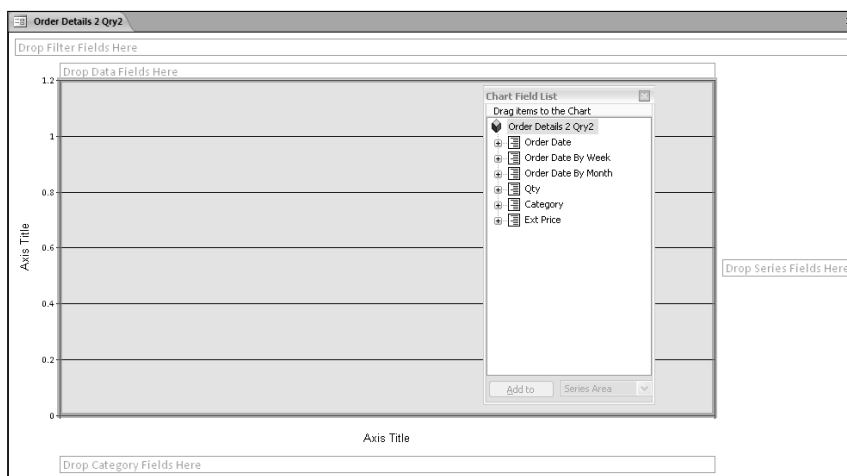 Order Details 2 Qry2
Drop Filter Fields Here
Drop Data Fields Here
1.2
1
0.8
0.6
0.4
0.2
0
Axis Title
Chart Field List
Drag items to the Chart
Order Details 2 Qry2
Order Date
Order Date By Week
Order Date By Month
Qty
Category
Ext Price
Add to
Series Area
Drop Series Fields Here
Axis Title
Drop Category Fields Here